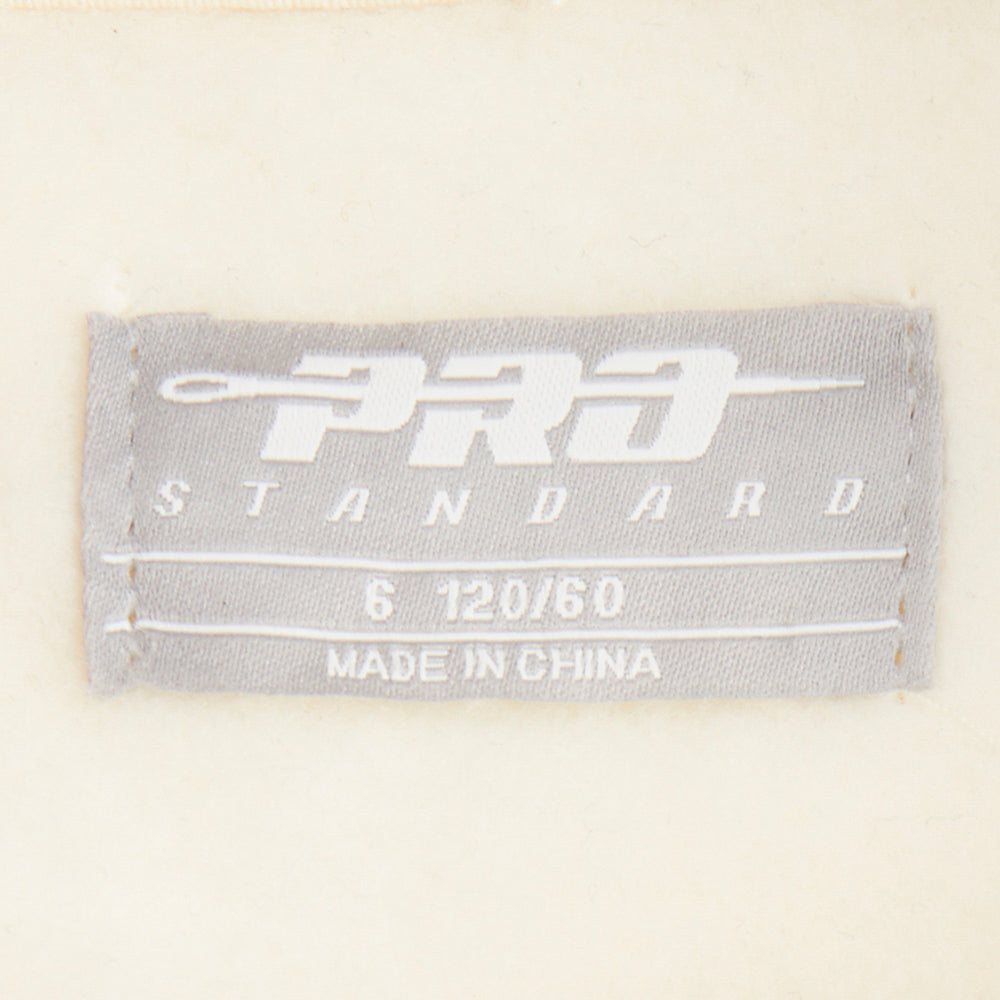 PRO
STANDARD
6 120/60
MADE IN CHINA